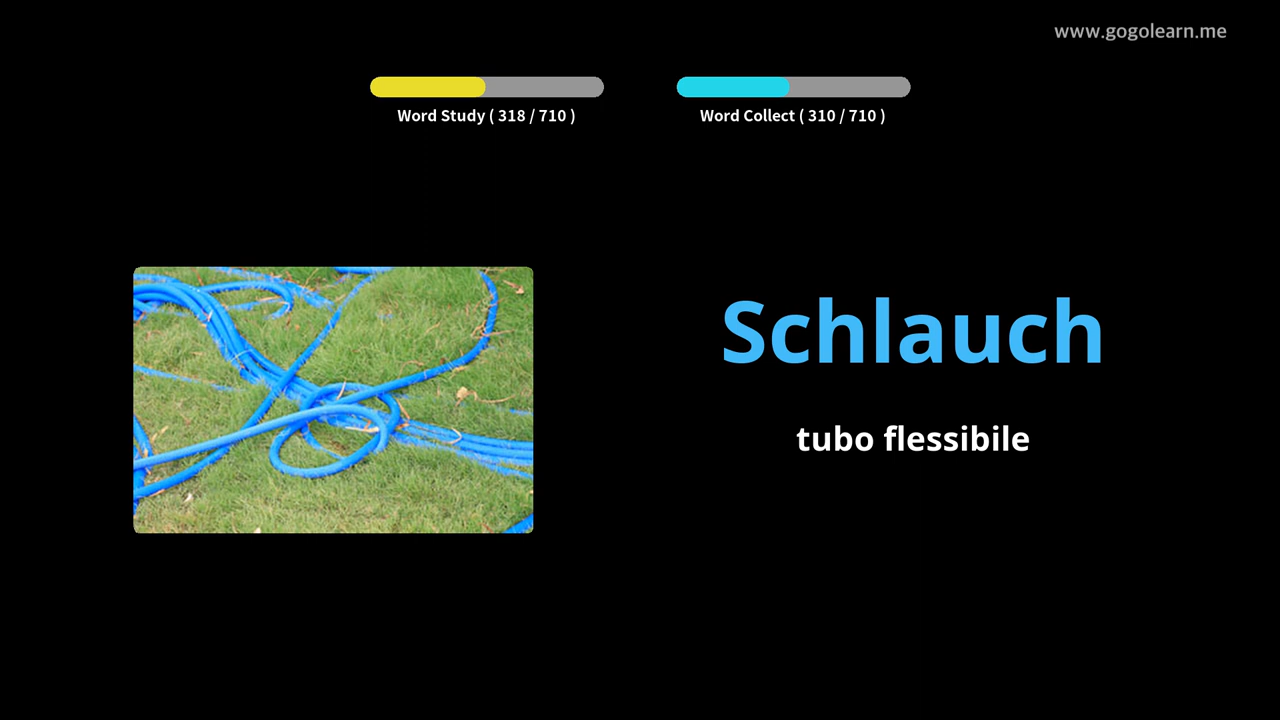 www.gogolearn.me
Word Study ( 318 / 710 )
Word Collect ( 310 / 710 )
Schlauch
tubo flessibile